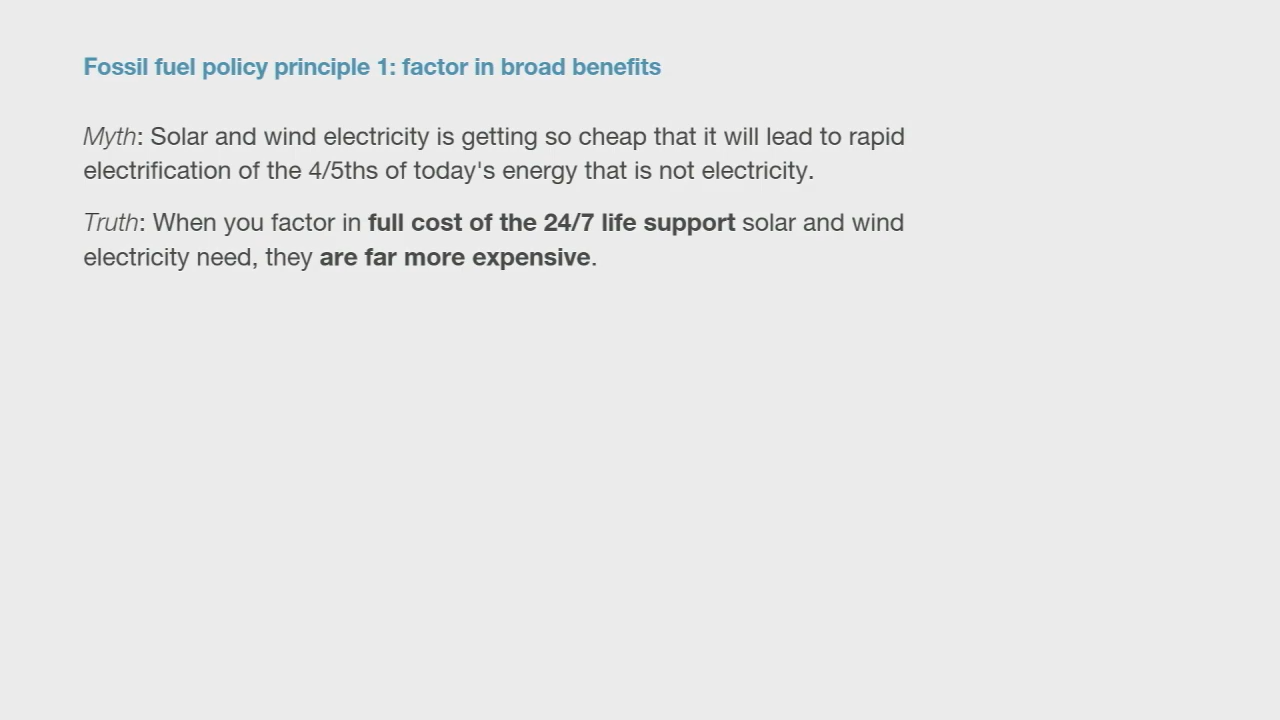 Fossil fuel policy principle 1: factor in broad benefits
Myth: Solar and wind electricity is getting so cheap that it will lead to rapid
electrification of the 4/5ths of today's energy that is not electricity.
Truth: When you factor in full cost of the 24/7 life support solar and wind
electricity need, they are far more expensive.